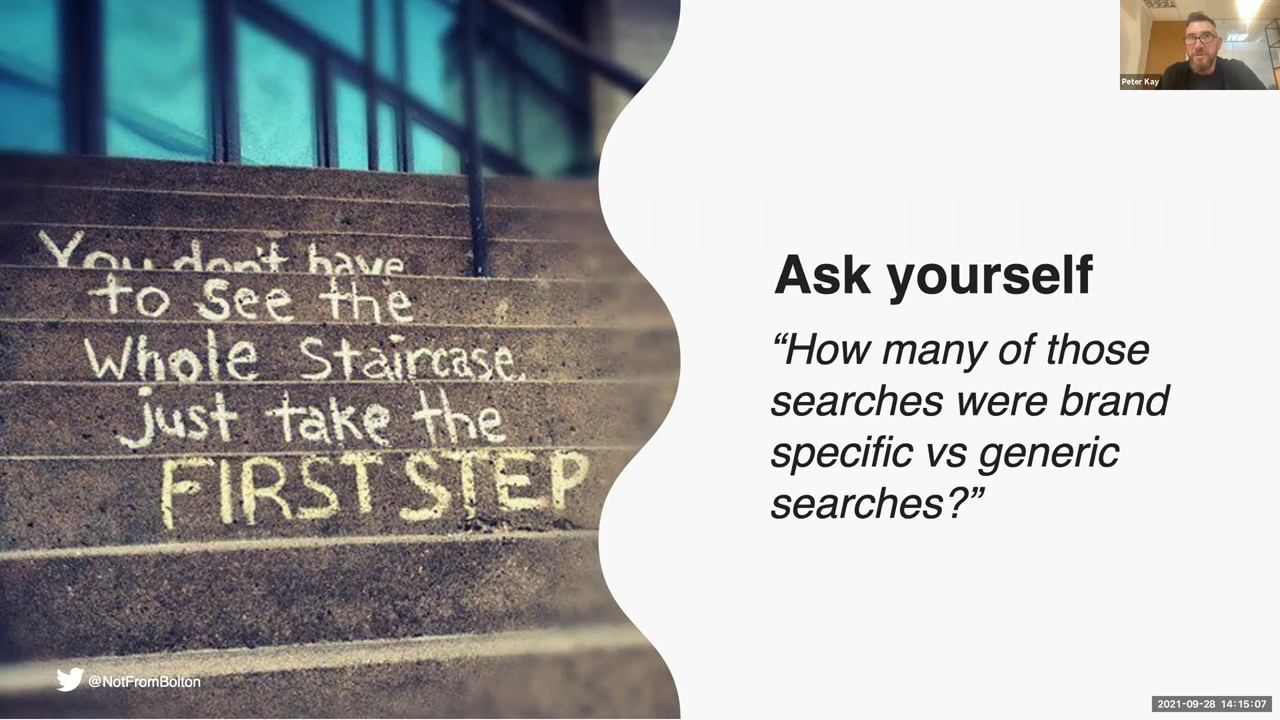 You don't have
to see the
Whole Staircase,
just take the
FIRST STEP
@NotFromBolton
Peter Kay
Ask yourself
“How many of those
searches were brand
specific vs generic
searches?”
2021-09-28 14:15:07